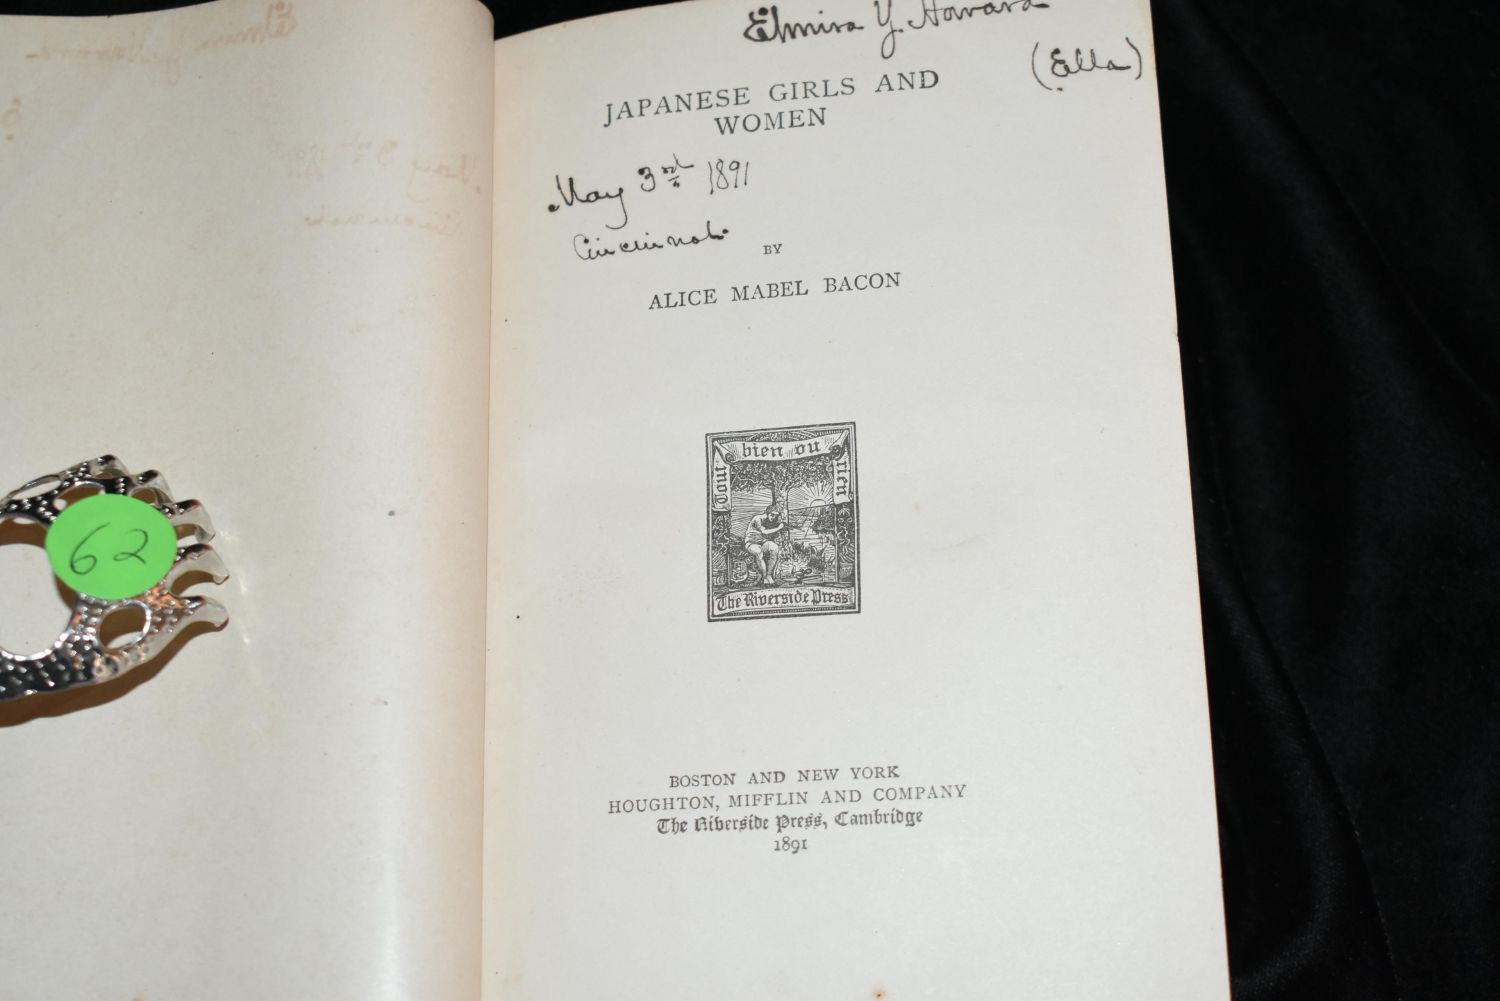 Elmira Y. Howard
(Ella)
JAPANESE GIRLS AND
WOMEN
May 3rd 1891
Cincinnati
BY
ALICE MABEL BACON
Tout bien ou rien
The Riverside Press
BOSTON AND NEW YORK
HOUGHTON, MIFFLIN AND COMPANY
The Riverside Press, Cambridge
1891
62